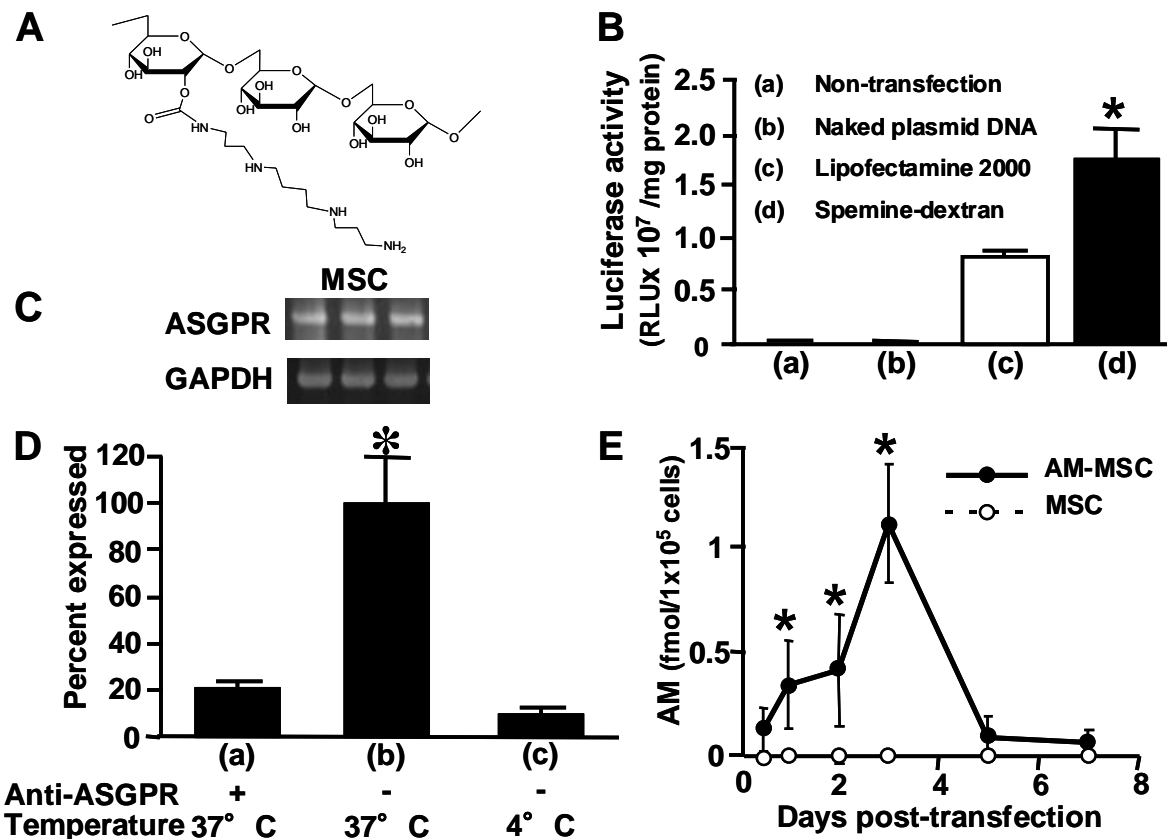 A
O
OH
OH
O
O
O
HN
HN
NH
NH₂
O
OH
OH
OH
O
O
OH
OH
OH
O
B
Luciferase activity
(RLUx 10⁷ /mg protein)
2.5
2.0
1.5
1.0
0.5
0
(a) Non-transfection
(b) Naked plasmid DNA
(c) Lipofectamine 2000
(d) Spemine-dextran
*
(a) (b) (c) (d)
C
MSC
ASGPR
GAPDH
D
Percent expressed
120
100
80
60
40
20
0
*
(a) (b) (c)
Anti-ASGPR + - -
Temperature 37° C 37° C 4° C
E
AM (fmol/1x10⁵ cells)
1.5
1
0.5
0
* * *
AM-MSC
MSC
0 2 4 6 8
Days post-transfection